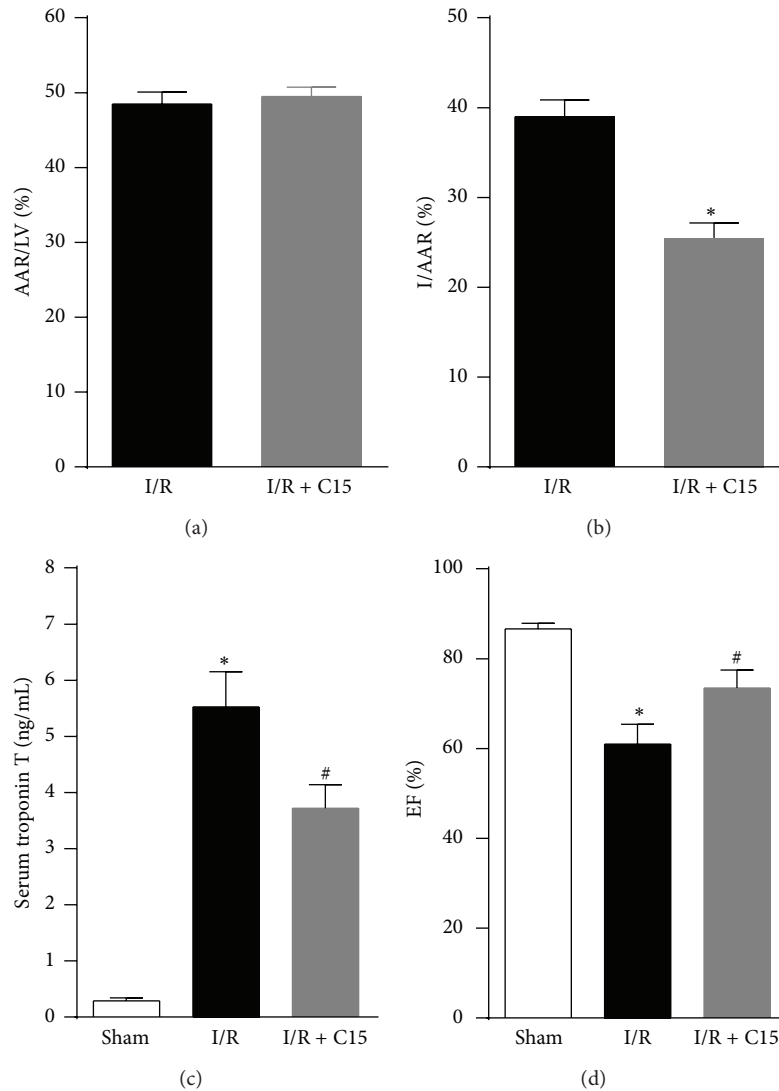 60
50
40
30
20
10
0
AAR/LV (%)
I/R
I/R + C15
(a)
50
40
30
20
10
0
I/AAR (%)
*
I/R
I/R + C15
(b)
8
7
6
5
4
3
2
1
0
Serum troponin T (ng/mL)
*
#
Sham
I/R
I/R + C15
(c)
100
80
60
40
20
0
EF (%)
*
#
Sham
I/R
I/R + C15
(d)